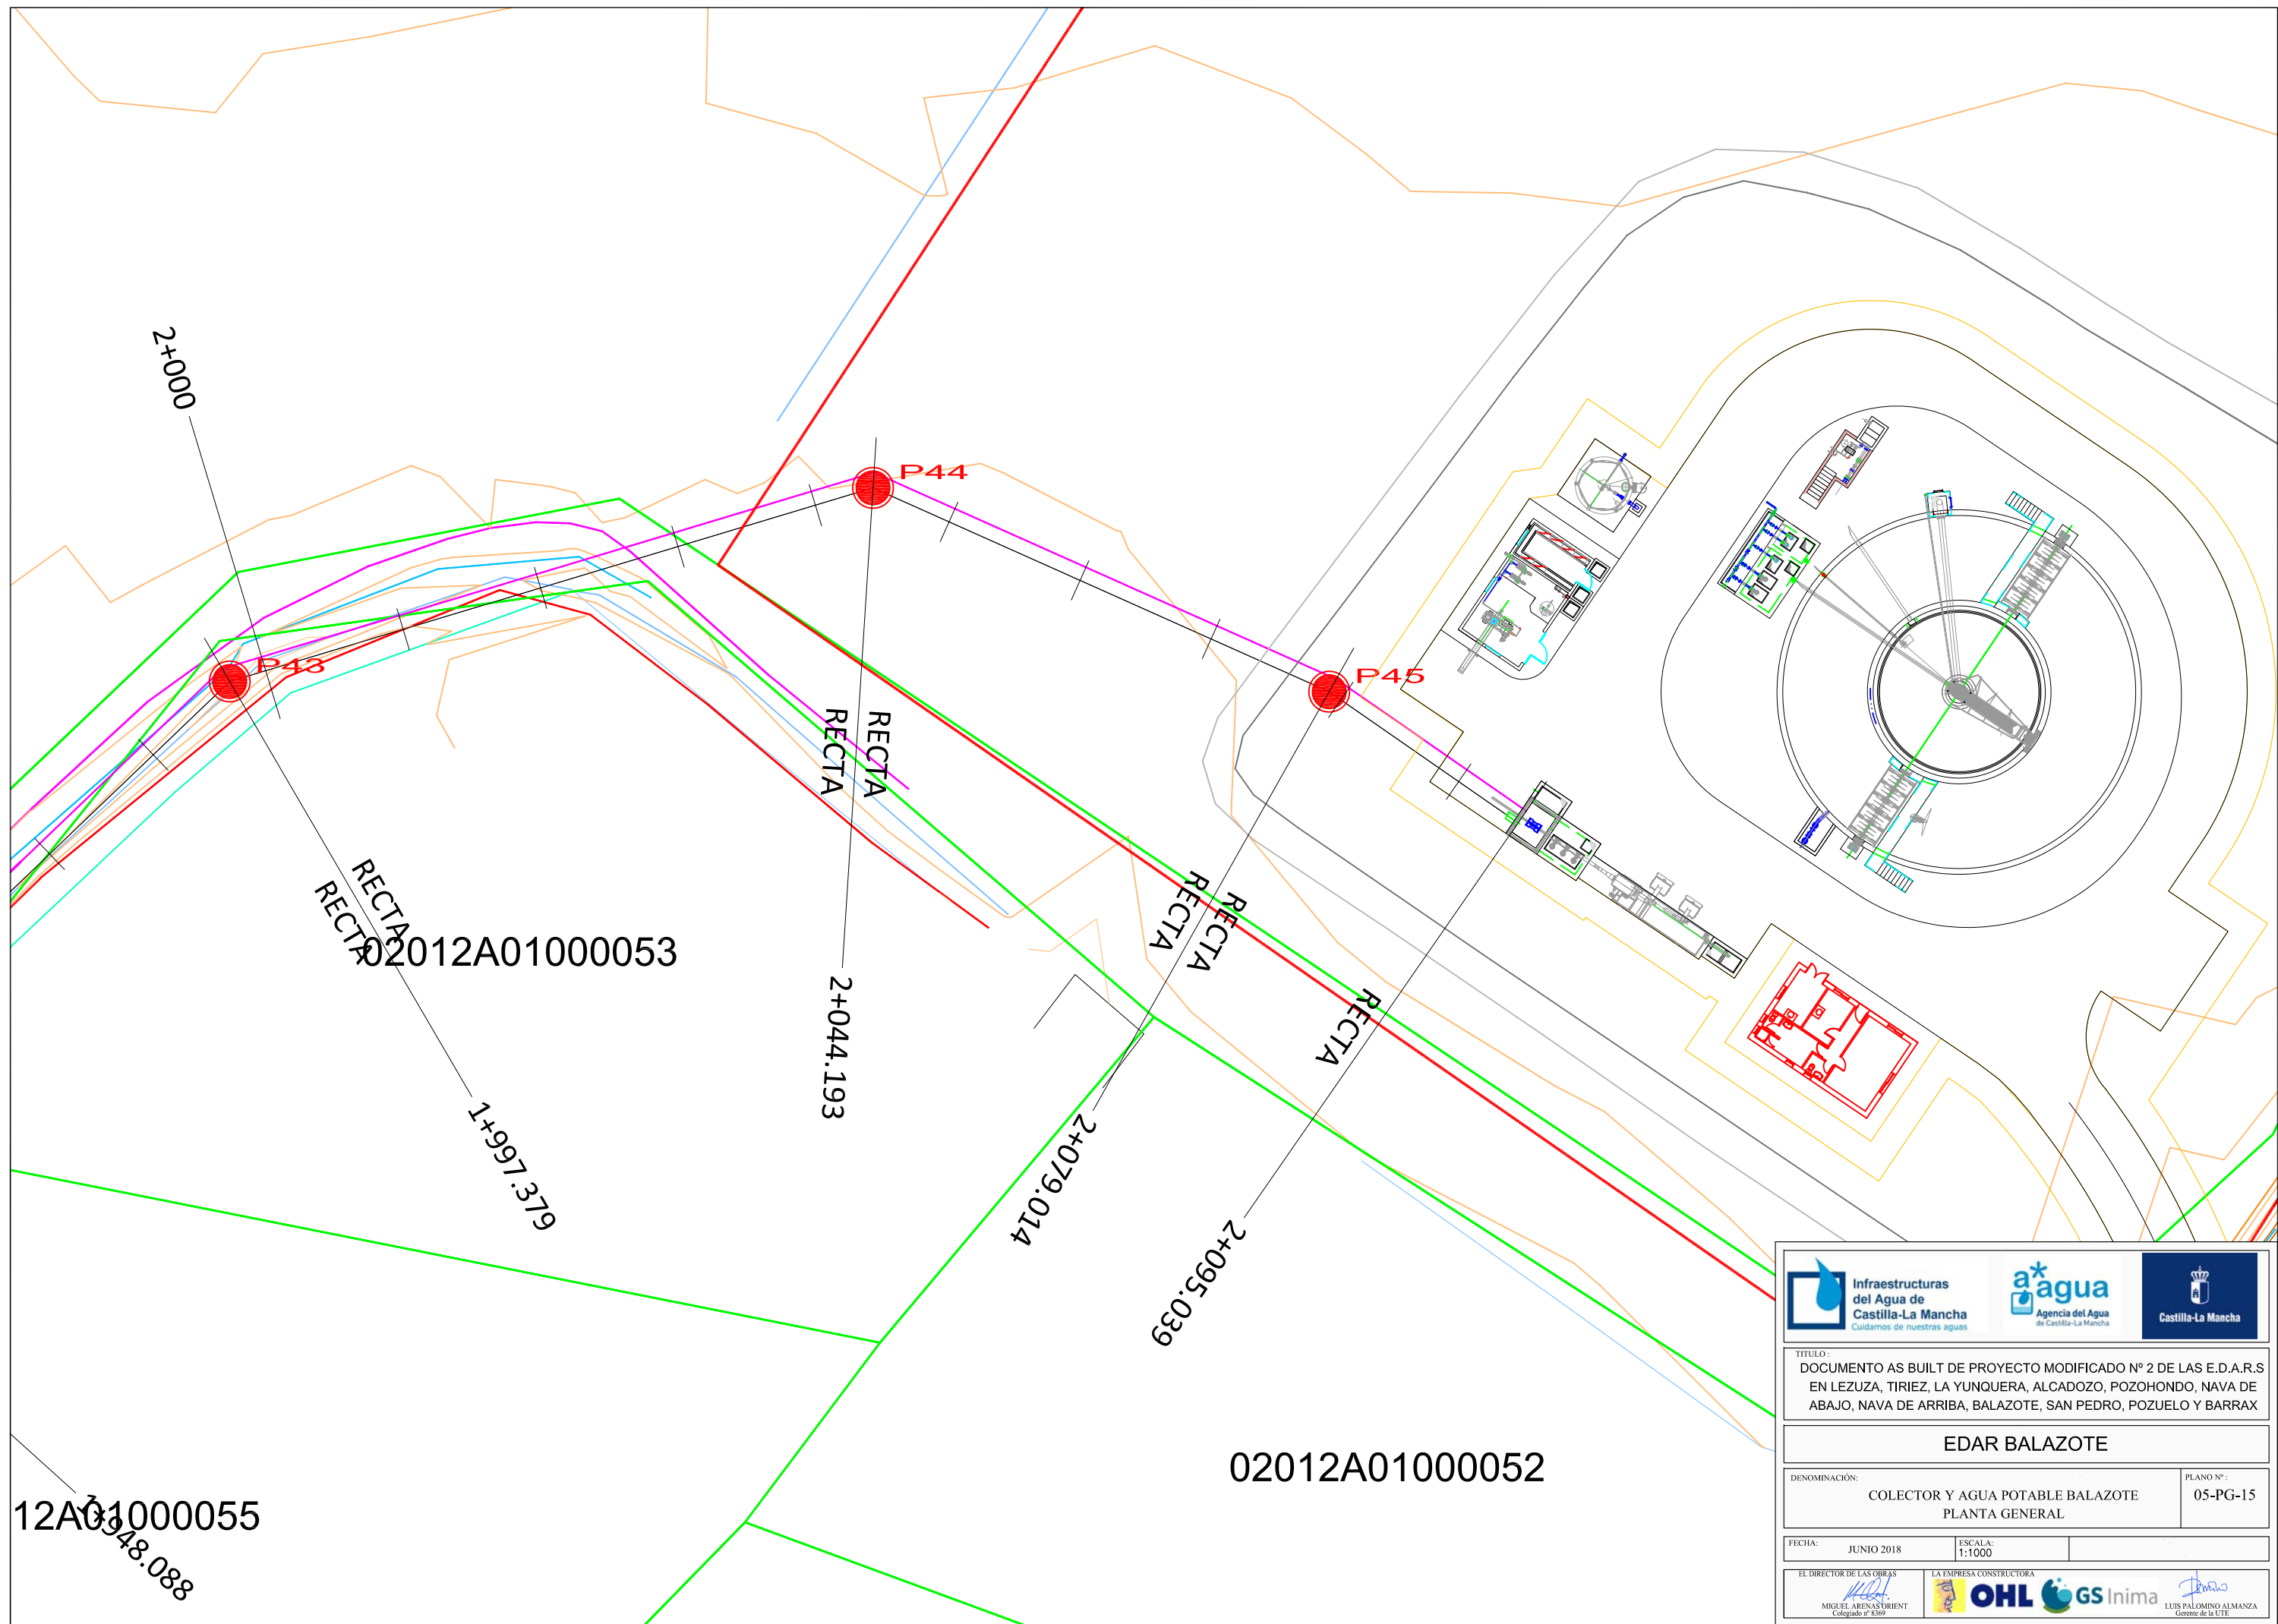 2+000
P44
P43
P45
RECTA
RECTA
RECTA
RECTA
RECTA
RECTA
RECTA
02012A01000053
2+044.193
1+997.379
2+079.014
2+095.039
02012A01000052
12A01000055
1+948.088
Infraestructuras
del Agua de
Castilla-La Mancha
Cuidamos de nuestras aguas
a*agua
Agencia del Agua
de Castilla-La Mancha
Castilla-La Mancha
TITULO :
DOCUMENTO AS BUILT DE PROYECTO MODIFICADO Nº 2 DE LAS E.D.A.R.S
EN LEZUZA, TIRIEZ, LA YUNQUERA, ALCADOZO, POZOHONDO, NAVA DE
ABAJO, NAVA DE ARRIBA, BALAZOTE, SAN PEDRO, POZUELO Y BARRAX
EDAR BALAZOTE
DENOMINACIÓN:
COLECTOR Y AGUA POTABLE BALAZOTE
PLANTA GENERAL
PLANO Nº :
05-PG-15
FECHA:
JUNIO 2018
ESCALA:
1:1000
EL DIRECTOR DE LAS OBRAS
MIGUEL ARENAS ORIENT
Colegiado nº 8369
LA EMPRESA CONSTRUCTORA
OHL
GS Inima
LUIS PALOMINO ALMANZA
Gerente de la UTE